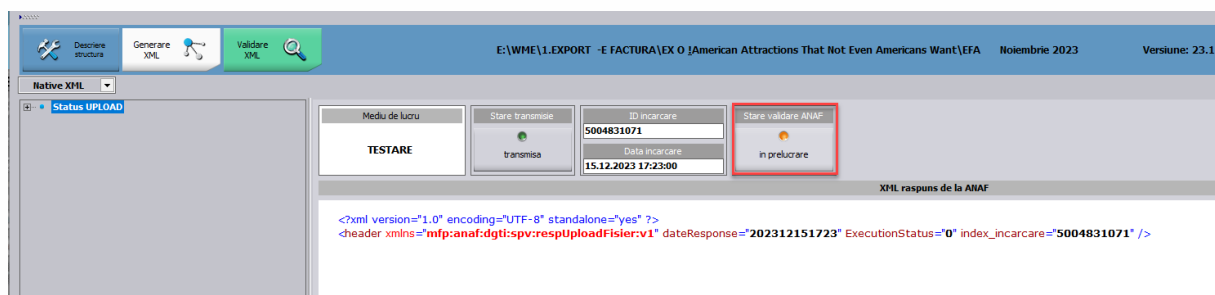 Descriere
structura
Generare
XML
Validare
XML
E:\WME\1.EXPORT -E FACTURA\EX O !American Attractions That Not Even Americans Want\EFA Noiembrie 2023 Versiune: 23.1
Native XML
Status UPLOAD
Mediu de lucru
TESTARE
Stare transmisie
transmisa
ID incarcare
5004831071
Data incarcare
15.12.2023 17:23:00
Stare validare ANAF
in prelucrare
XML raspuns de la ANAF
<?xml version="1.0" encoding="UTF-8" standalone="yes" ?>
<header xmlns="mfp:anaf:dgti:spv:respUploadFisier:v1" dateResponse="202312151723" ExecutionStatus="0" index_incarcare="5004831071" />